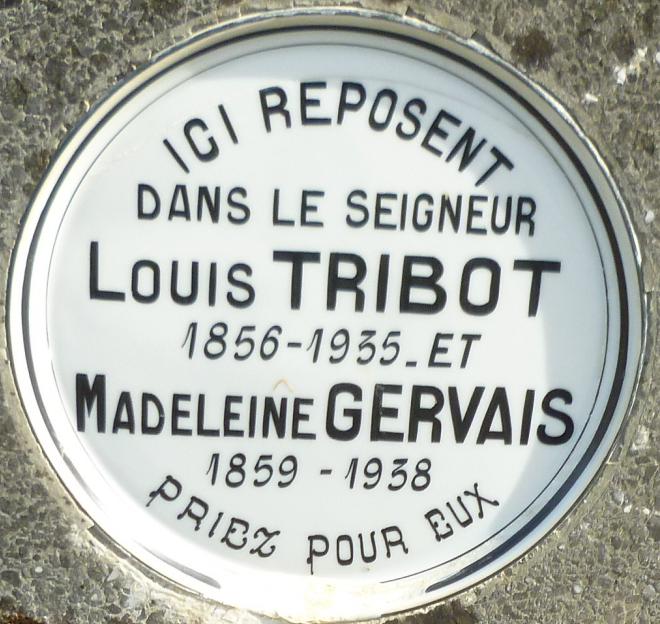 ICI REPOSENT
DANS LE SEIGNEUR
LOUIS TRIBOT
1856-1935_ET
MADELEINE GERVAIS
1859 - 1938
PRIEZ POUR EUX